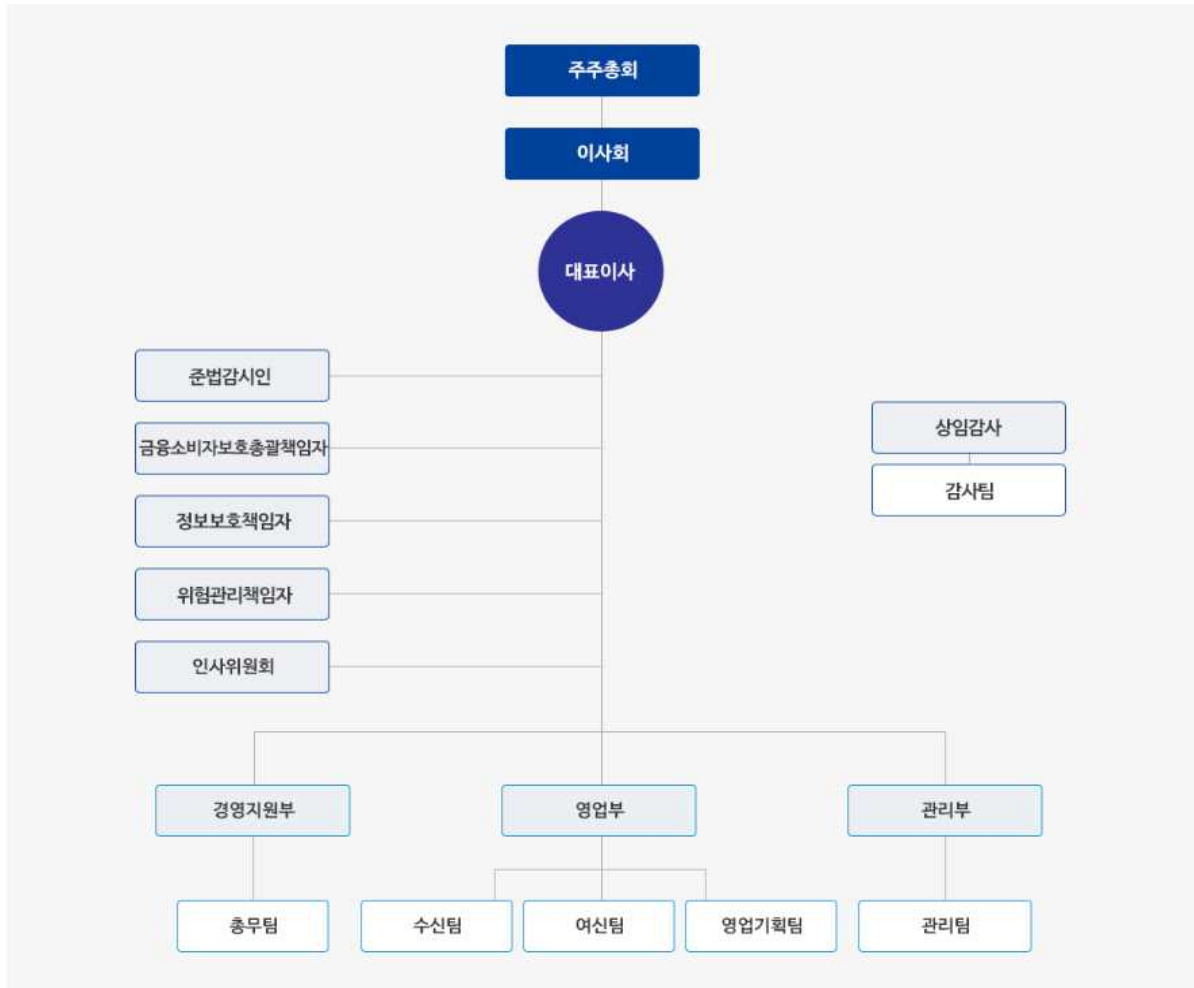 주주총회
이사회
대표이사
준법감시인
금융소비자보호총괄책임자
정보보호책임자
위험관리책임자
인사위원회
상임감사
감사팀
경영지원부
영업부
관리부
총무팀
수신팀
여신팀
영업기획팀
관리팀